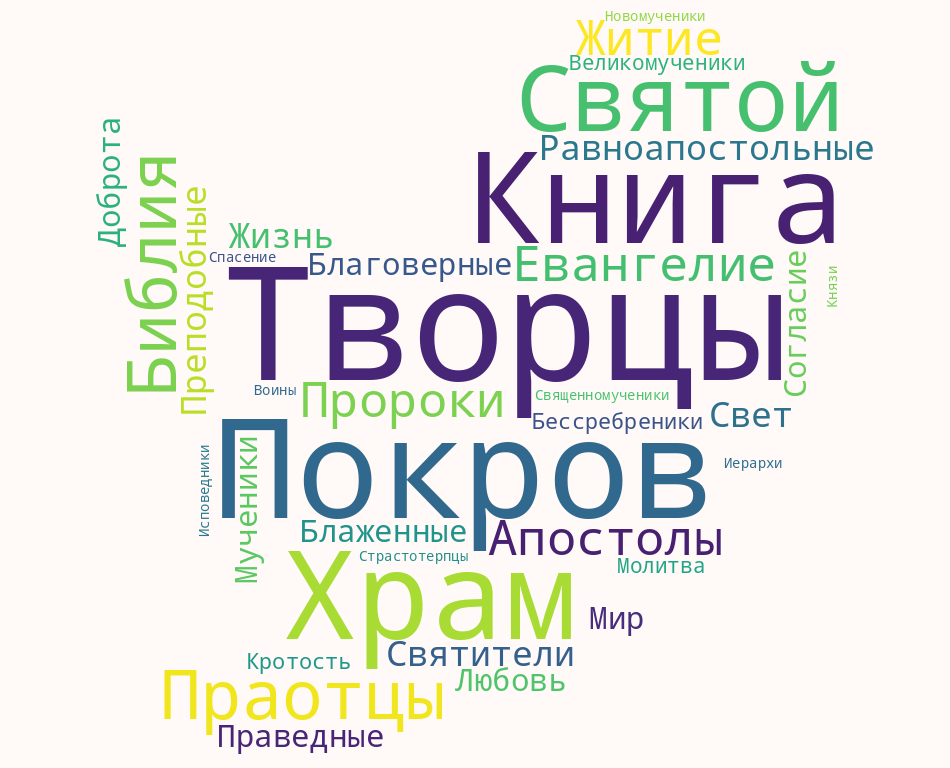 Новомученики
Житие
Великомученики
Святой
Равноапостольные
Книга
Доброта
Библия
Преподобные
Жизнь
Спасение
Благоверные
Евангелие
Согласие
Князи
Творцы
Воины
Пророки
Священномученики
Бессребреники
Свет
Покров
Иерархи
Исповедники
Мученики
Блаженные
Апостолы
Страстотерпцы
Молитва
Храм
Мир
Кротость
Святители
Праотцы
Любовь
Праведные